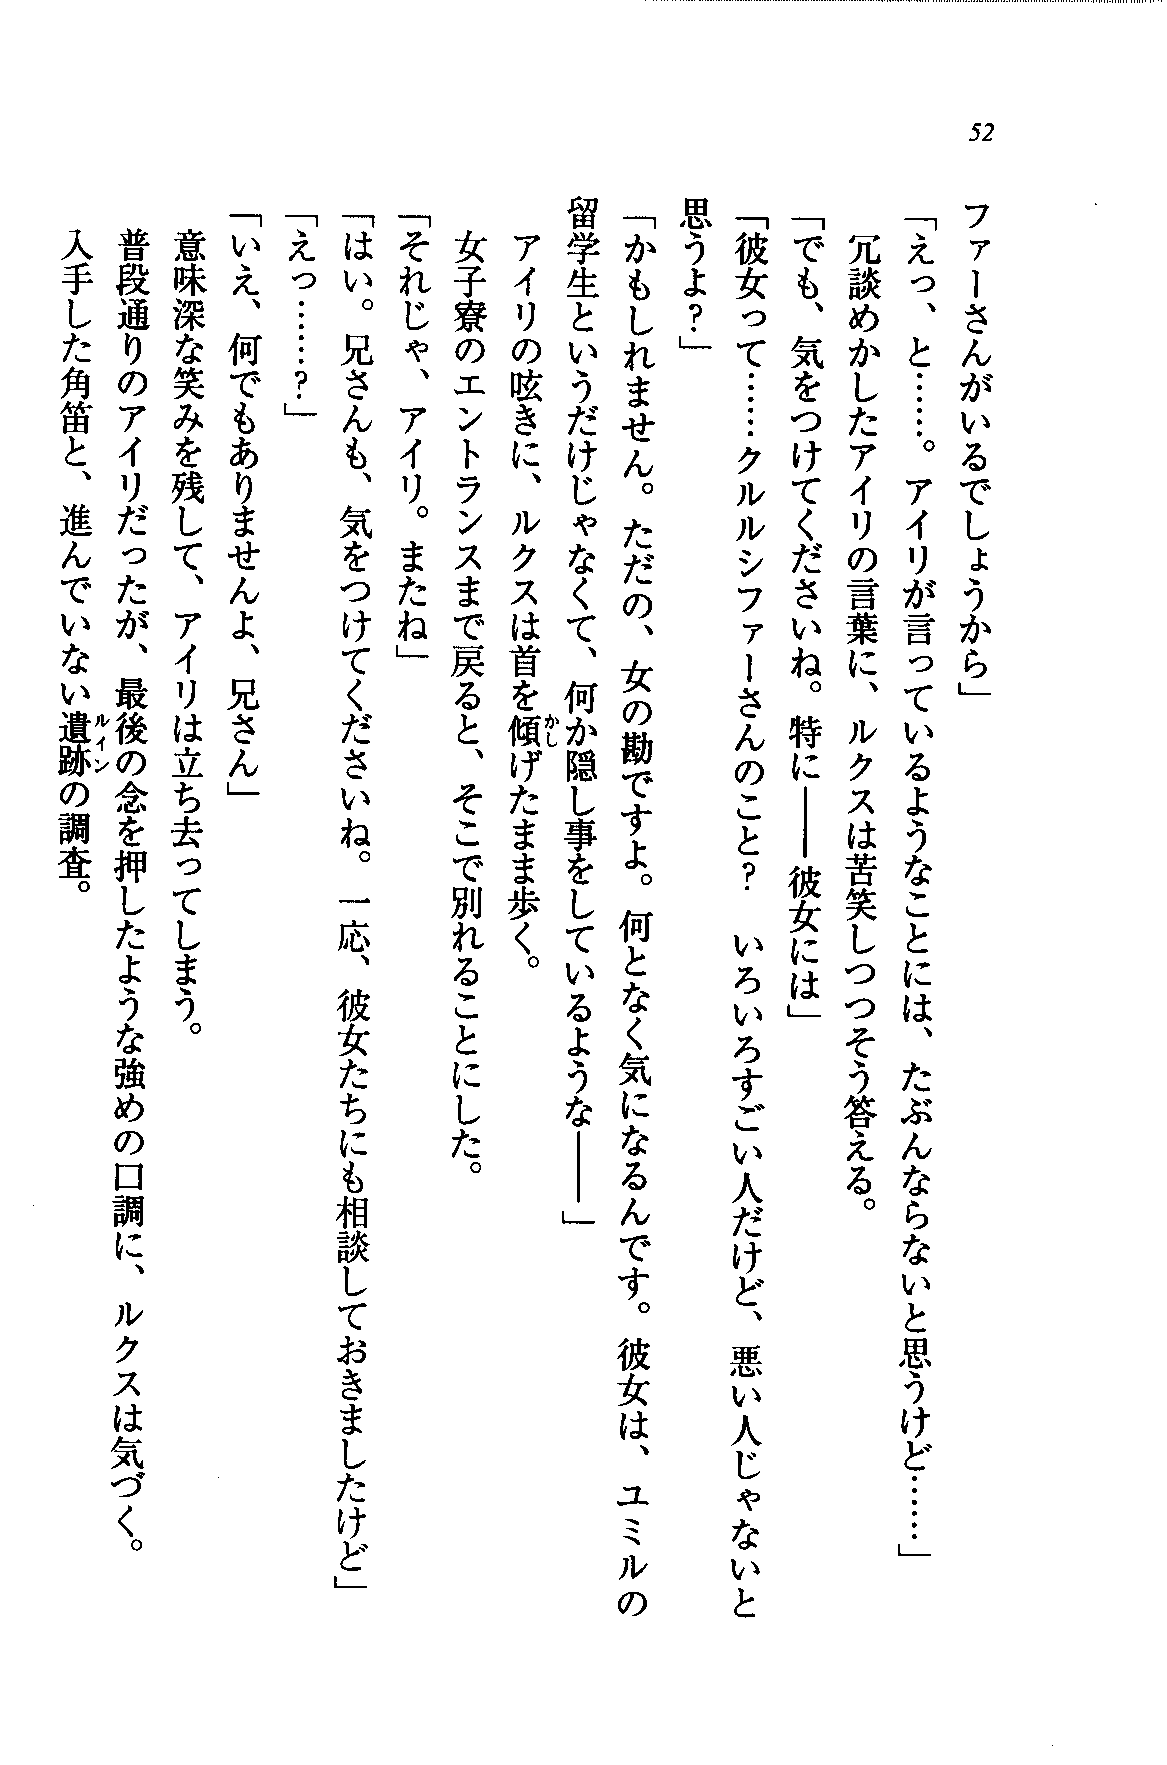 52
ファーさんがいるでしょうから」
「えっ、と……。アイリが言っているようなことには、たぶんならないと思うけど……」
冗談めかしたアイリの言葉に、ルクスは苦笑しつつそう答える。
「でも、気をつけてくださいね。特に――彼女には」
「彼女って……クルルシファーさんのこと？　いろいろすごい人だけど、悪い人じゃないと
思うよ？」
「かもしれません。ただの、女の勘ですよ。何となく気になるんです。彼女は、ユミルの
留学生というだけじゃなくて、何か隠し事をしているような――」
アイリの呟きに、ルクスは首を傾げたまま歩く。
かし
女子寮のエントランスまで戻ると、そこで別れることにした。
「それじゃ、アイリ。またね」
「はい。兄さんも、気をつけてくださいね。一応、彼女たちにも相談しておきましたけど」
「えっ……？」
「いえ、何でもありませんよ、兄さん」
意味深な笑みを残して、アイリは立ち去ってしまう。
普段通りのアイリだったが、最後の念を押したような強めの口調に、ルクスは気づく。
入手した角笛と、進んでいない遺跡の調査。
ルイン